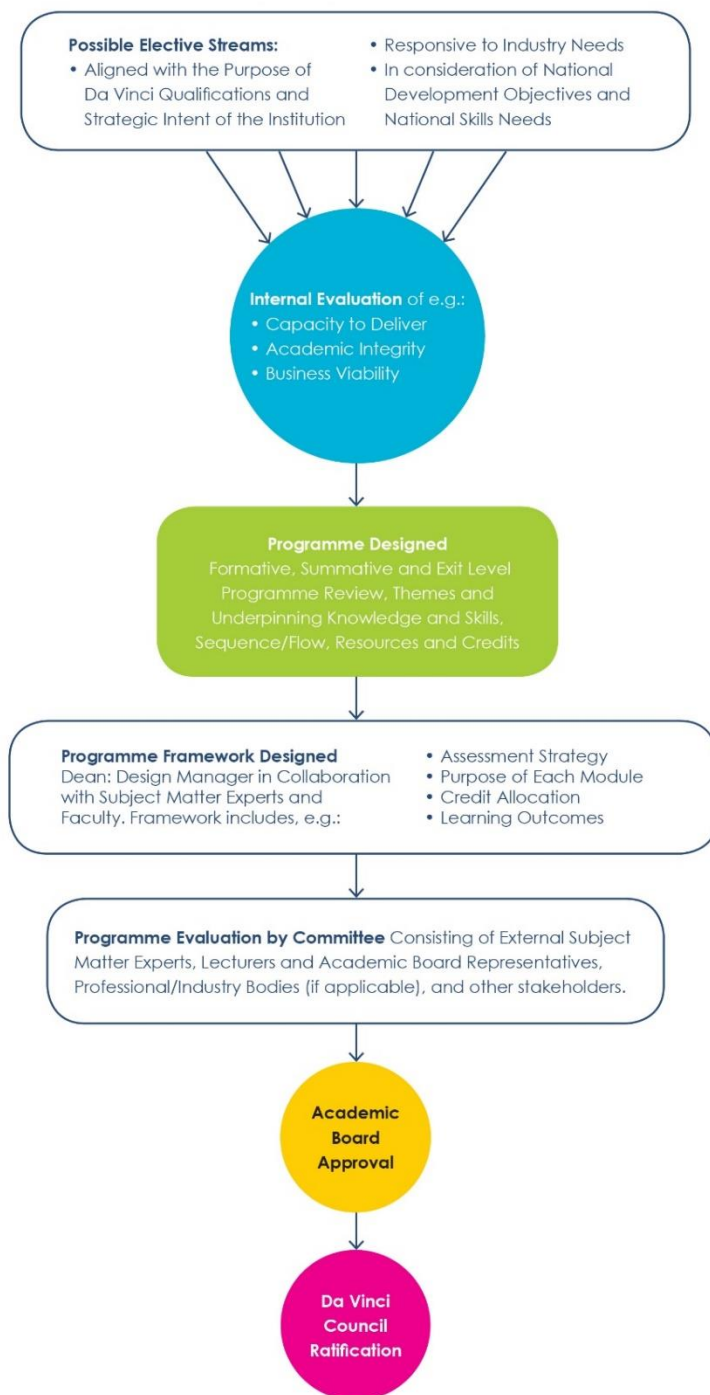 Possible Elective Streams:
• Aligned with the Purpose of
Da Vinci Qualifications and
Strategic Intent of the Institution
• Responsive to Industry Needs
• In consideration of National
Development Objectives and
National Skills Needs
Internal Evaluation of e.g.:
• Capacity to Deliver
• Academic Integrity
• Business Viability
Programme Designed
Formative, Summative and Exit Level
Programme Review, Themes and
Underpinning Knowledge and Skills,
Sequence/Flow, Resources and Credits
Programme Framework Designed
Dean: Design Manager in Collaboration
with Subject Matter Experts and
Faculty. Framework includes, e.g.:
• Assessment Strategy
• Purpose of Each Module
• Credit Allocation
• Learning Outcomes
Programme Evaluation by Committee Consisting of External Subject
Matter Experts, Lecturers and Academic Board Representatives,
Professional/Industry Bodies (if applicable), and other stakeholders.
Academic
Board
Approval
Da Vinci
Council
Ratification